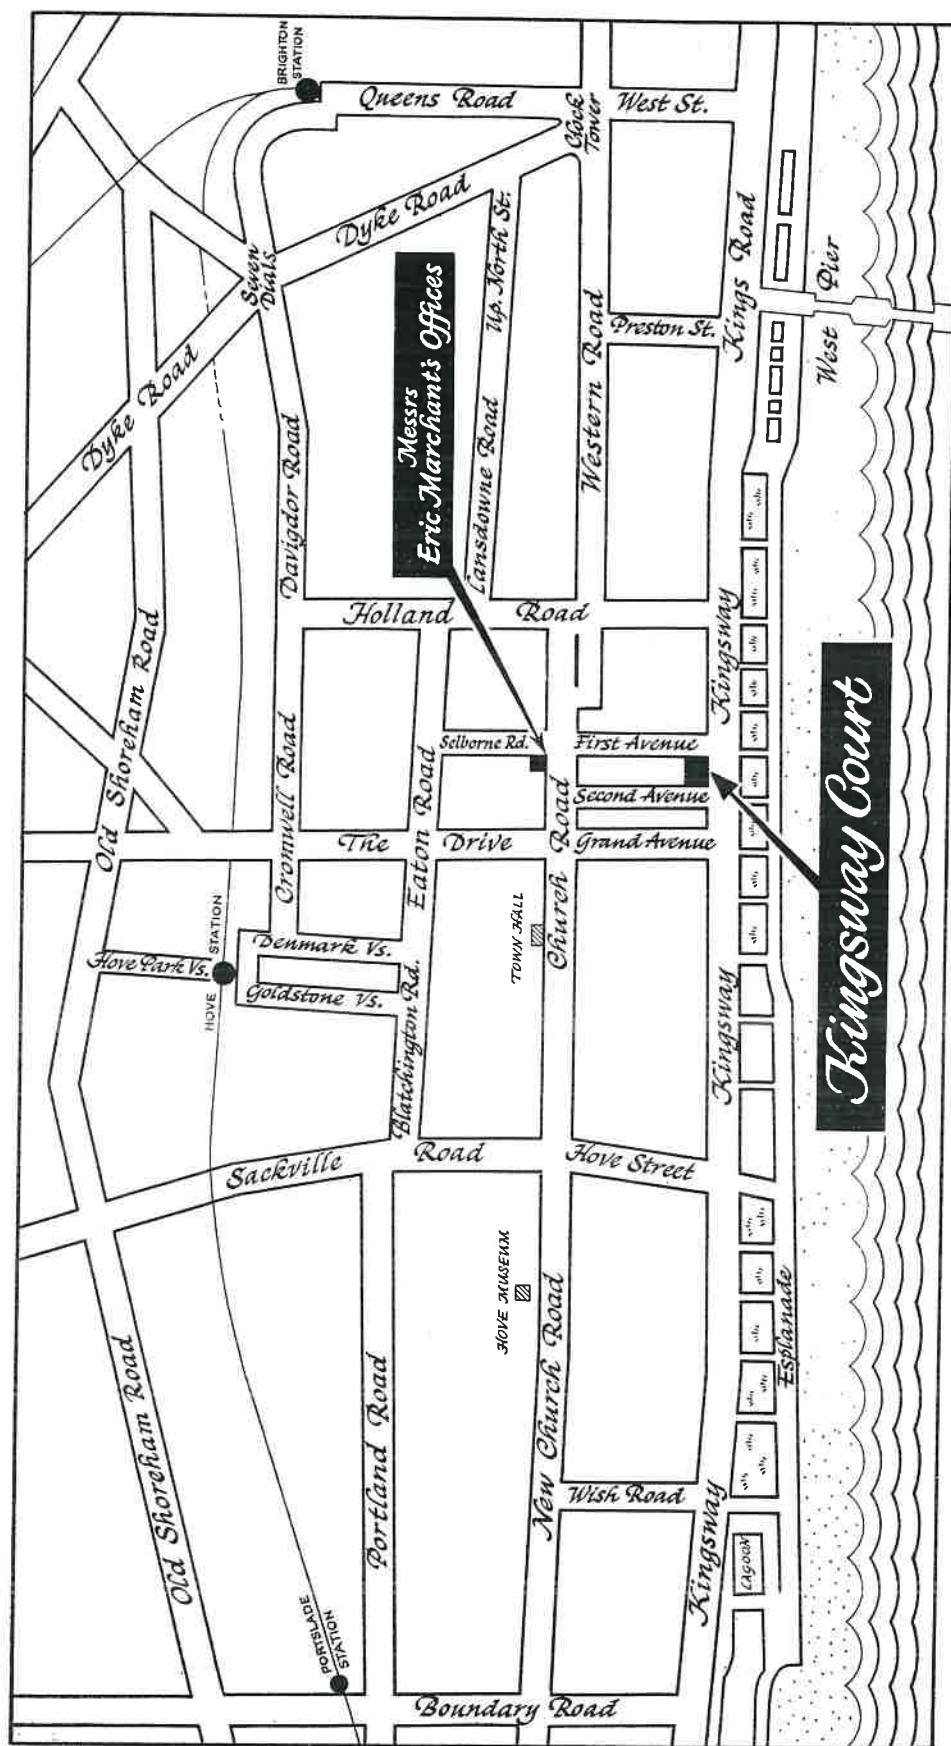 BRIGHTON
STATION
Queens Road
Clock
Tower
West St.
Kings Road
West Pier
Dyke Road
Seven
Dials
Up. North St.
Western Road
Preston St.
Dyke Road
Messrs
Eric Marchant's Offices
Davigdor Road
Lansdowne Road
Holland Road
Kingsway
Kingsway Court
Old Shoreham Road
Cromwell Road
Selborne Rd.
First Avenue
Second Avenue
Eaton Road
Church Road
The Drive
Grand Avenue
TOWN HALL
HOVE STATION
Hove Park Vs.
Denmark Vs.
Goldstone Vs.
Blatchington Rd.
Kingsway
Sackville Road
Hove Street
HOVE MUSEUM
New Church Road
Esplanade
Old Shoreham Road
Portland Road
Wish Road
Kingsway
LAGOON
PORTSLADE
STATION
Boundary Road